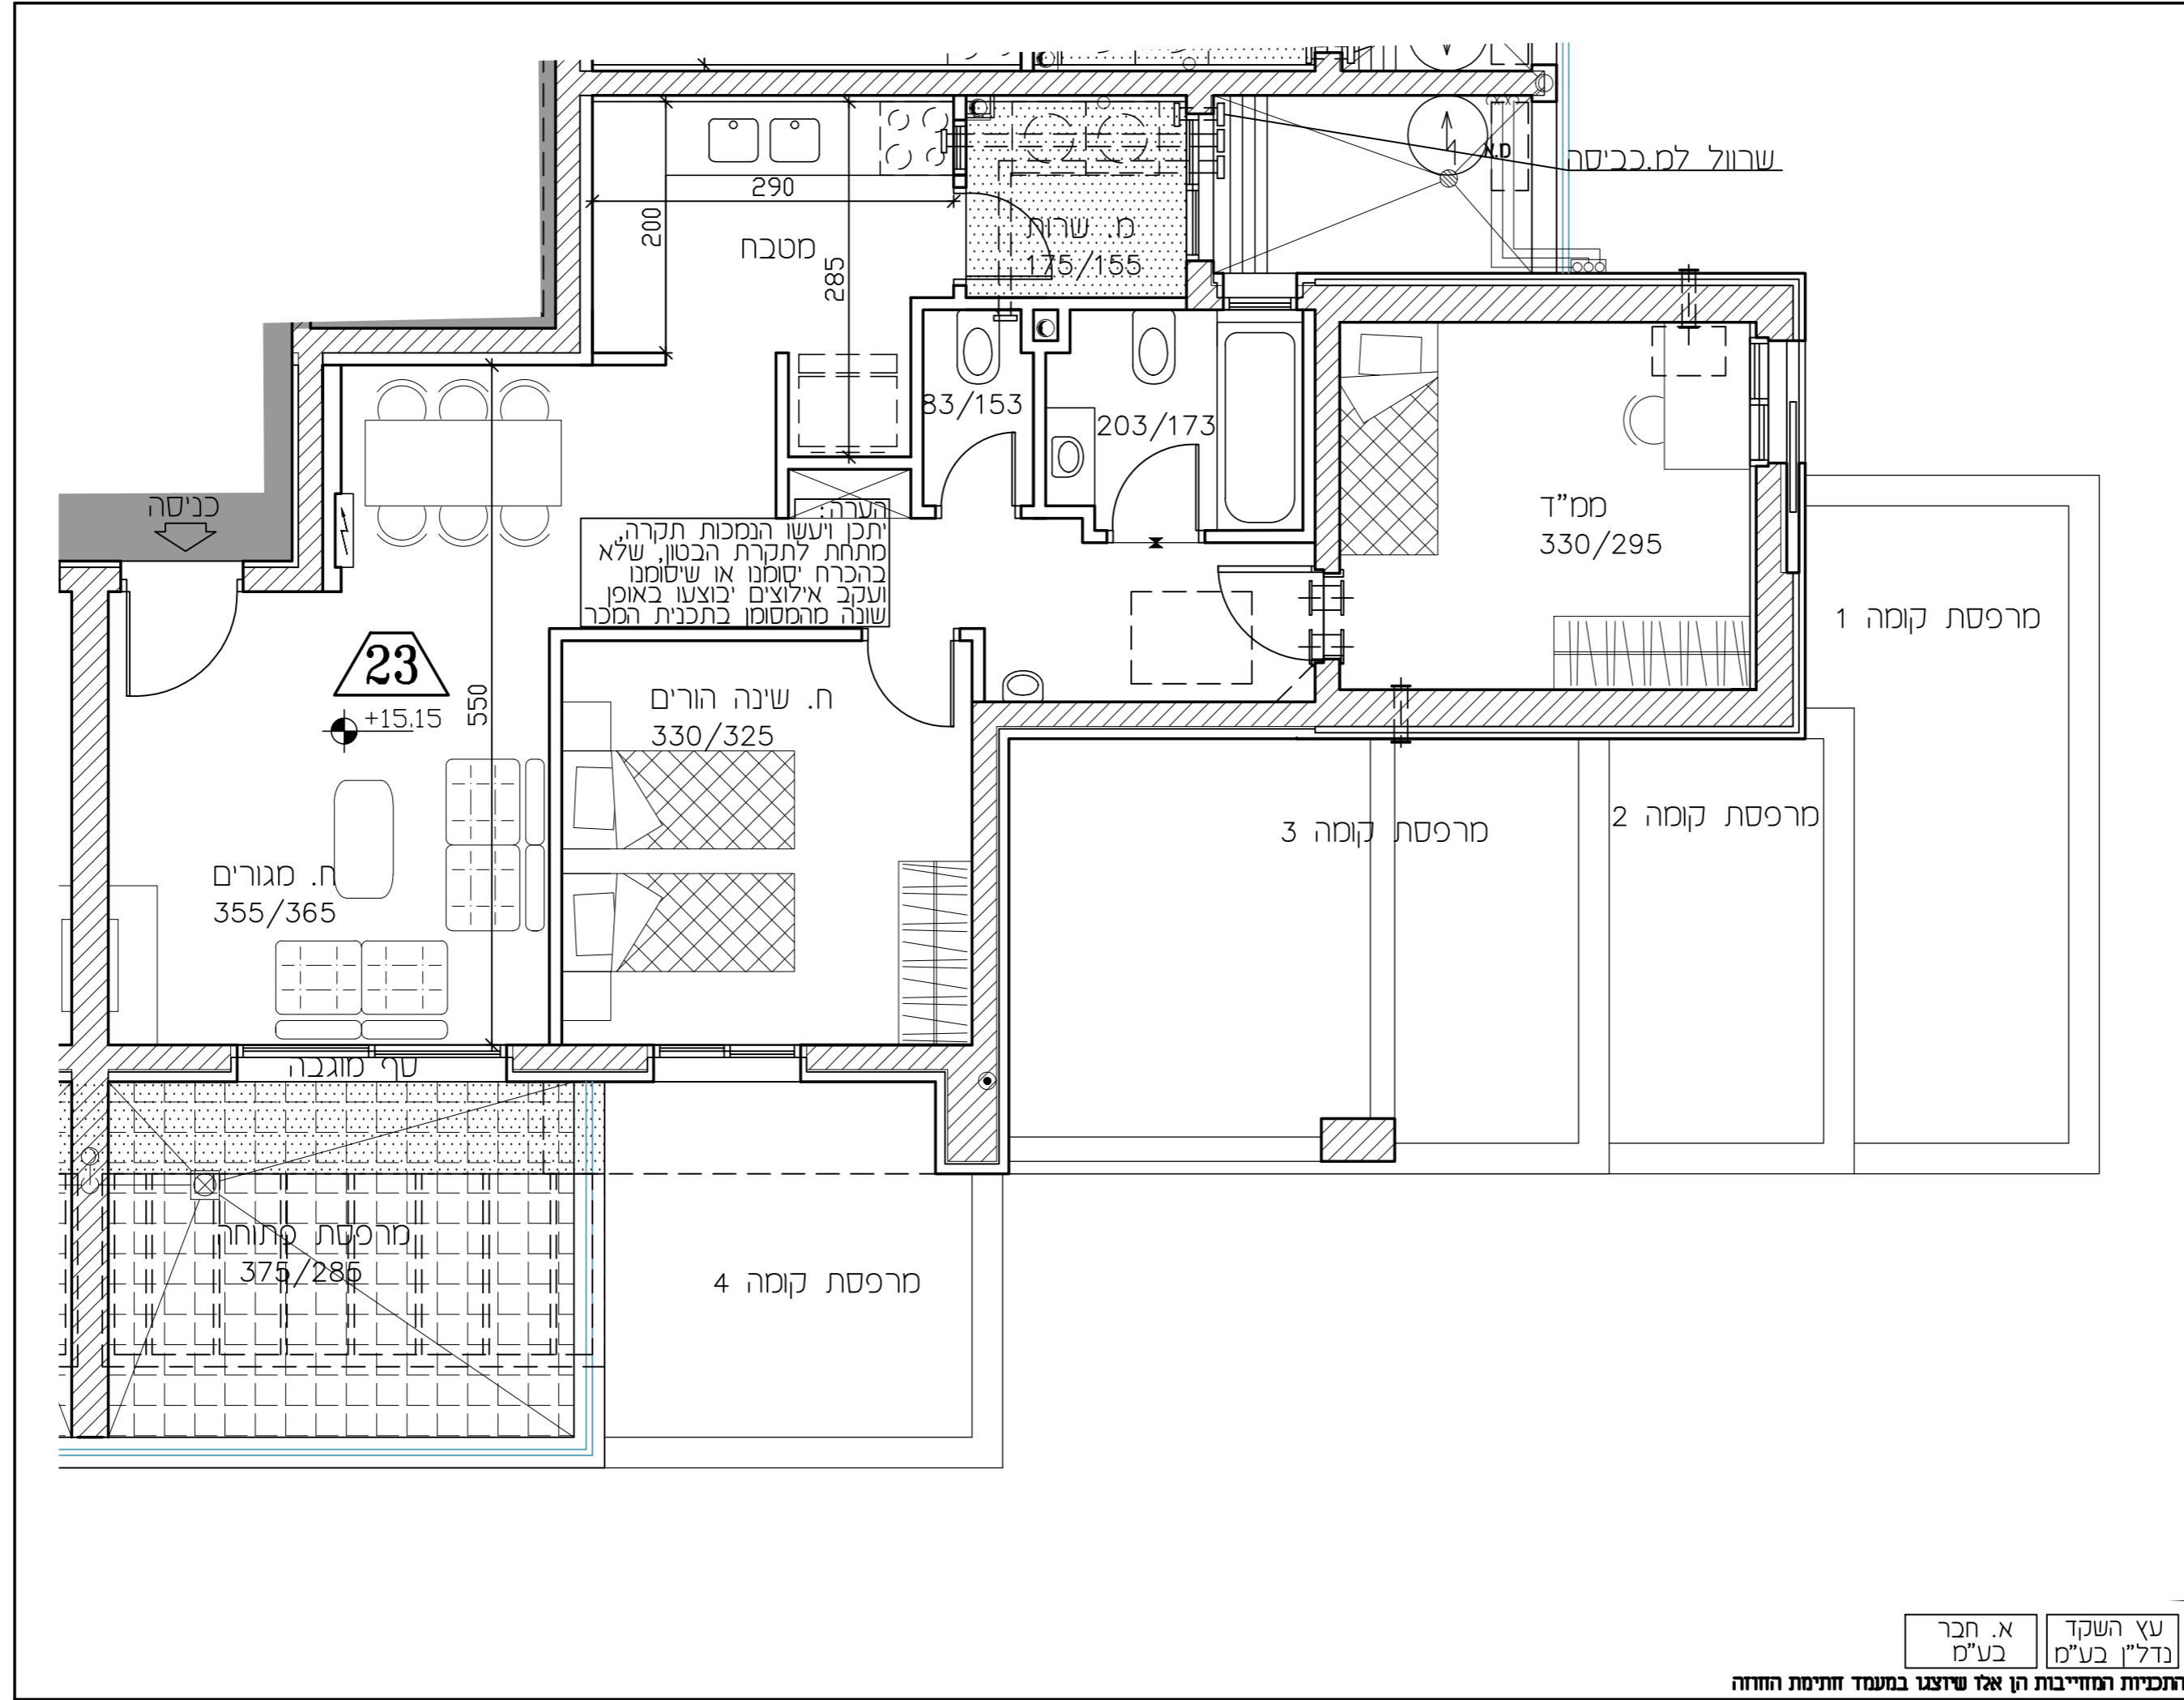 שרוול למ.כביסה
מ.א
290
200
מטבח
285
מ. שרות
175/155
83/153
203/173
ממ"ד
330/295
כניסה
הערה:
יתכן ויעשו הנמכות תקרה,
מתחת לתקרת הבטון, שלא
בהכרח יסומנו או שיסומנו
ועקב אילוצים יבוצעו באופן
שונה מהמסומן בתכנית המכר
מרפסת קומה 1
23
+15.15
550
ח. שינה הורים
330/325
מרפסת קומה 2
מרפסת קומה 3
ח. מגורים
355/365
סף מוגבה
מרפסת פתוחה
375/285
מרפסת קומה 4
עץ השקד
נדל"ן בע"מ
א. חבר
בע"מ
התכניות המחייבות הן אלו שיוצגו במעמד חתימת החוזה